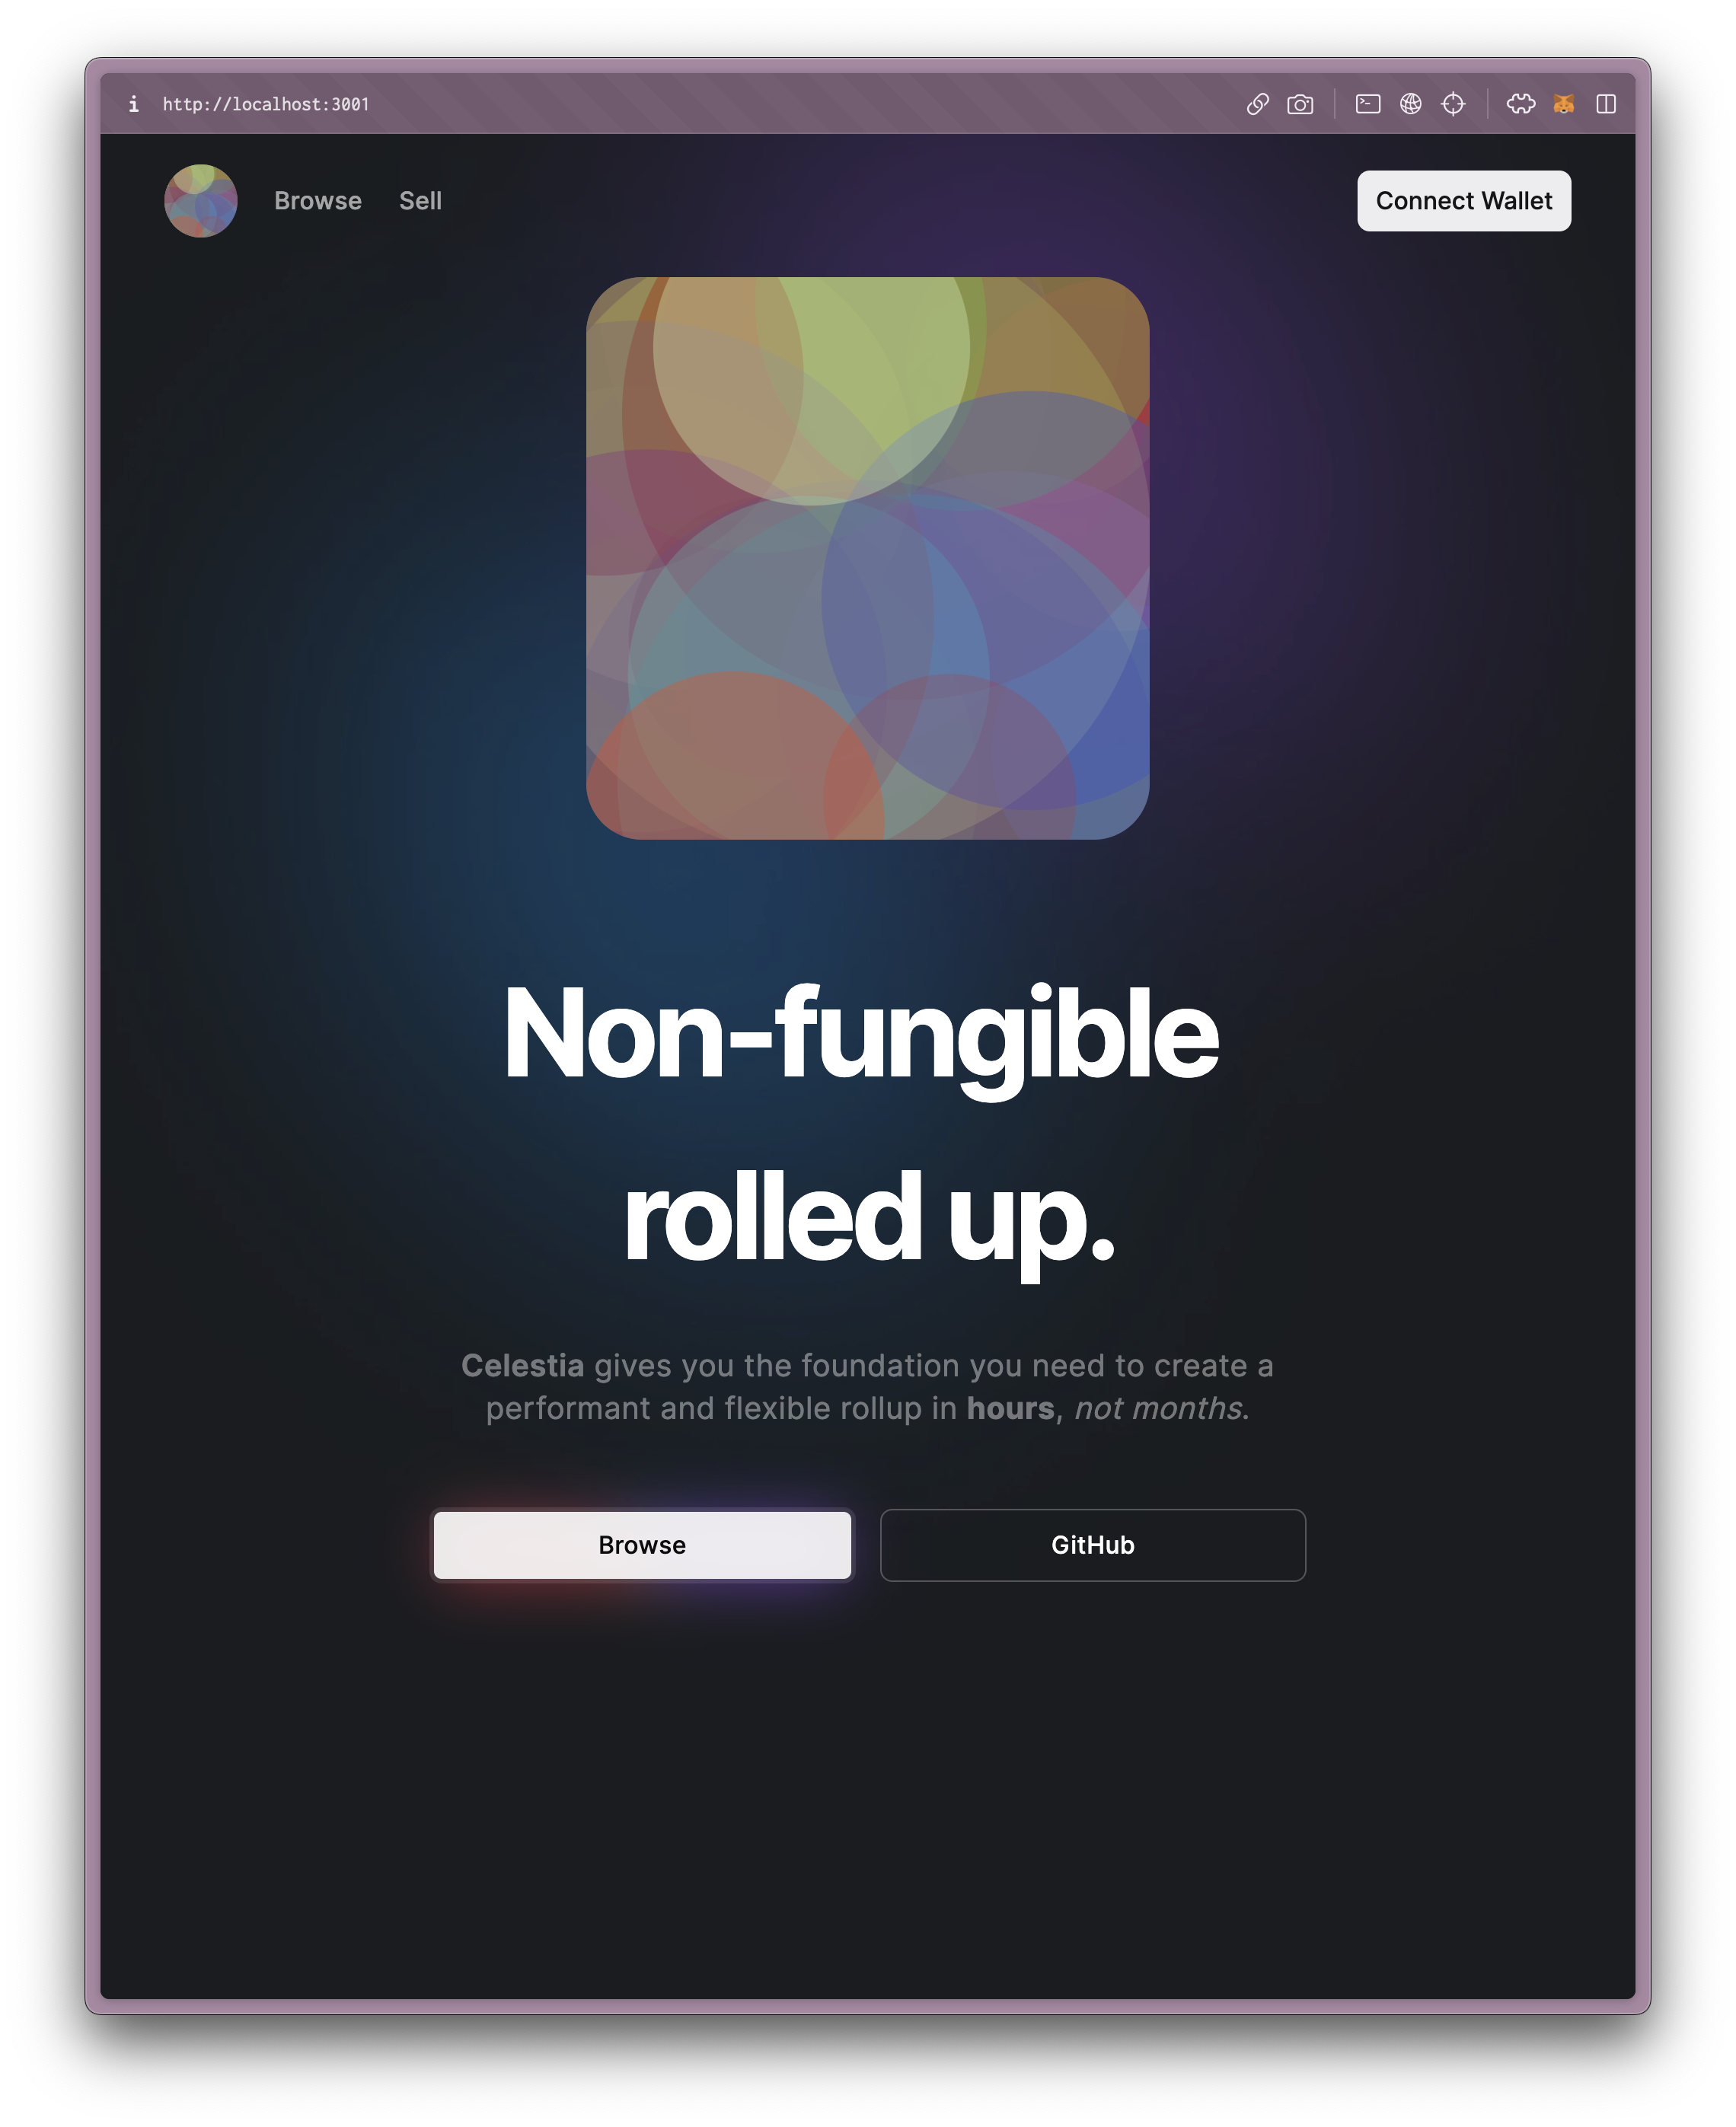 http://localhost:3001
Browse Sell Connect Wallet
Non-fungible
rolled up.
Celestia gives you the foundation you need to create a
performant and flexible rollup in hours, not months.
Browse GitHub